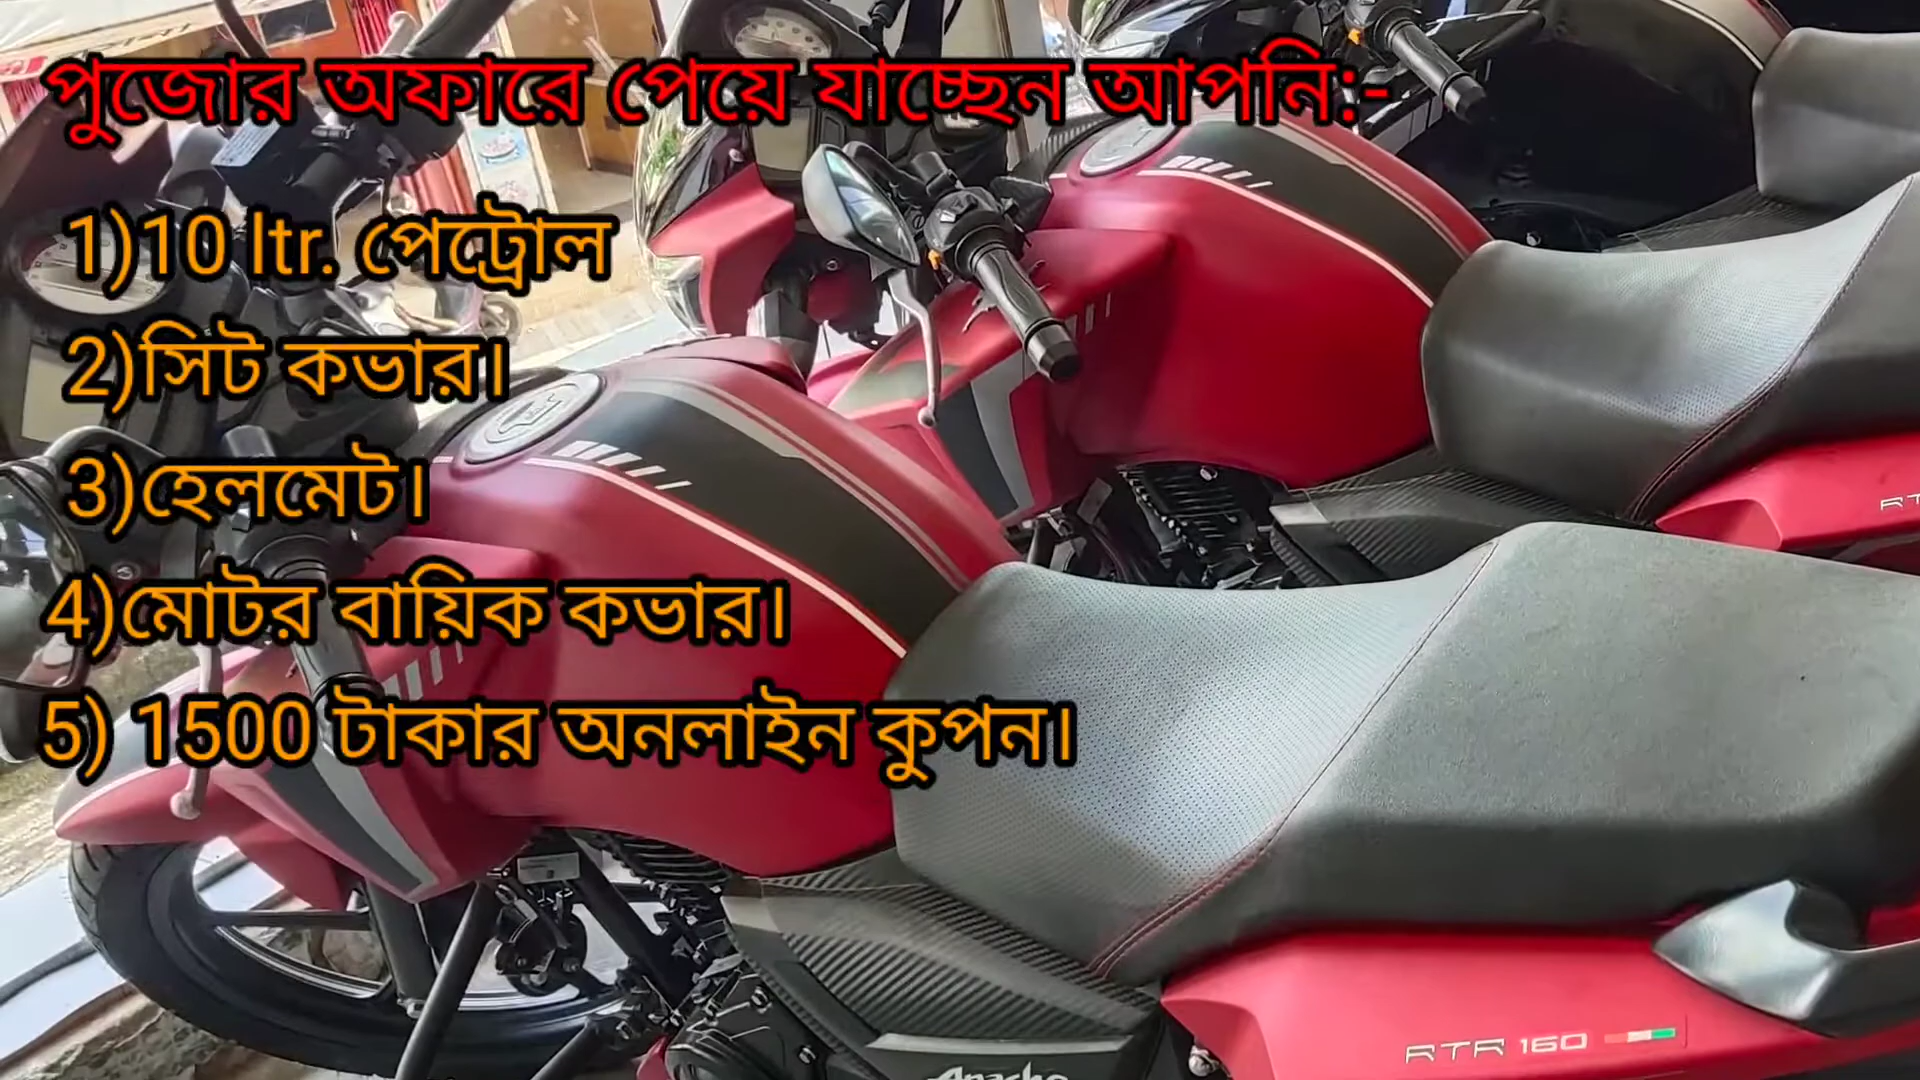 পুজোর অফারে পেয়ে যাচ্ছেন আপনি:-
1)10 ltr. পেট্রোল
2)সিট কভার।
3)হেলমেট।
4)মোটর বায়িক কভার।
5) 1500 টাকার অনলাইন কুপন।
RTR 160
Apache